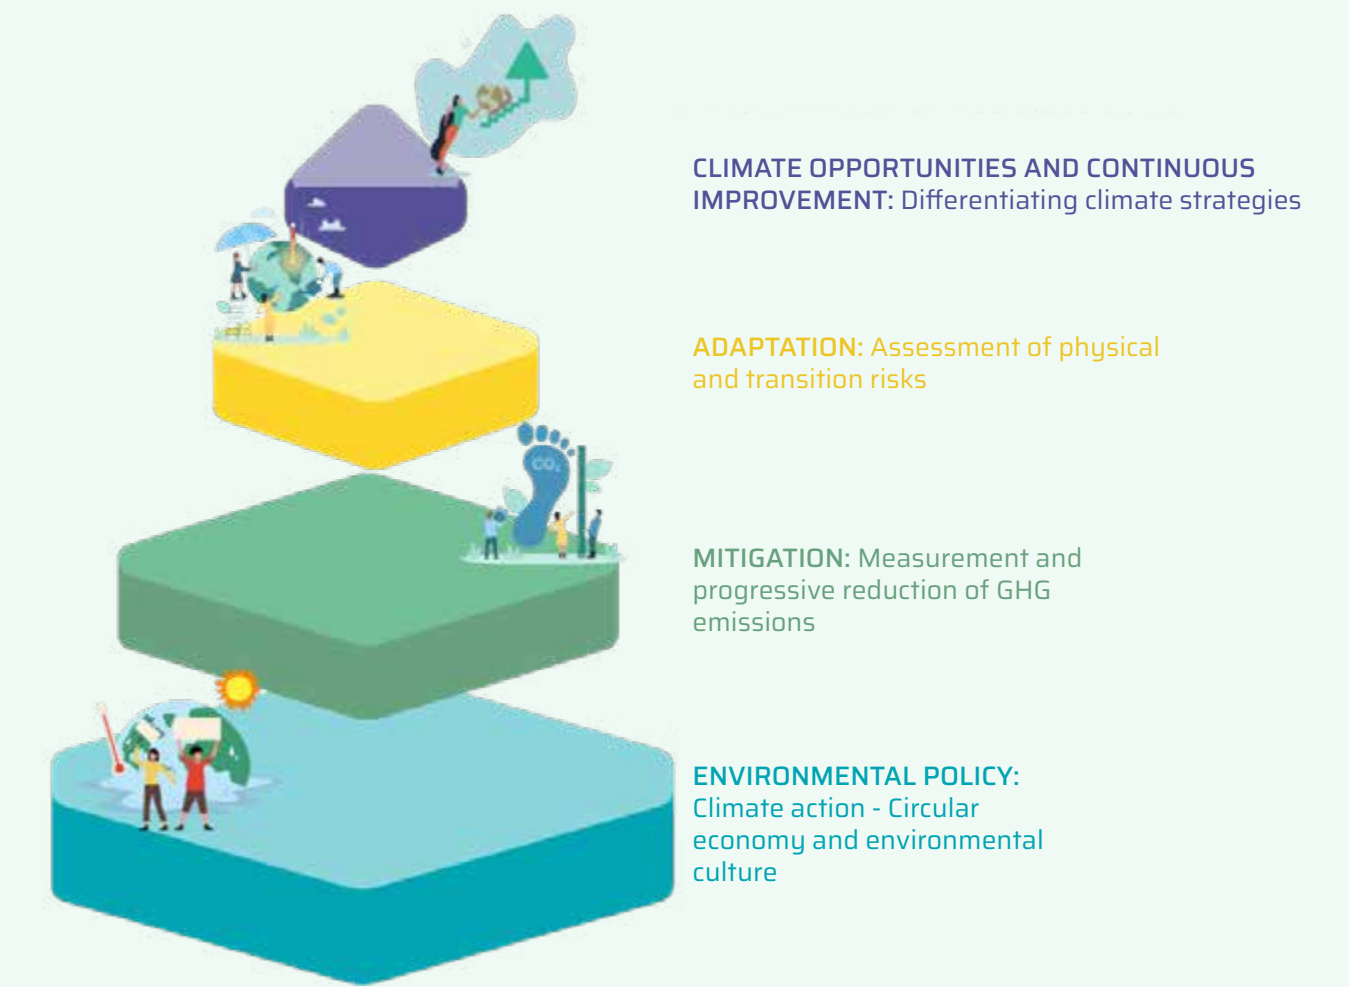 CLIMATE OPPORTUNITIES AND CONTINUOUS
IMPROVEMENT: Differentiating climate strategies
ADAPTATION: Assessment of physical
and transition risks
CO₂
MITIGATION: Measurement and
progressive reduction of GHG
emissions
ENVIRONMENTAL POLICY:
Climate action - Circular
economy and environmental
culture